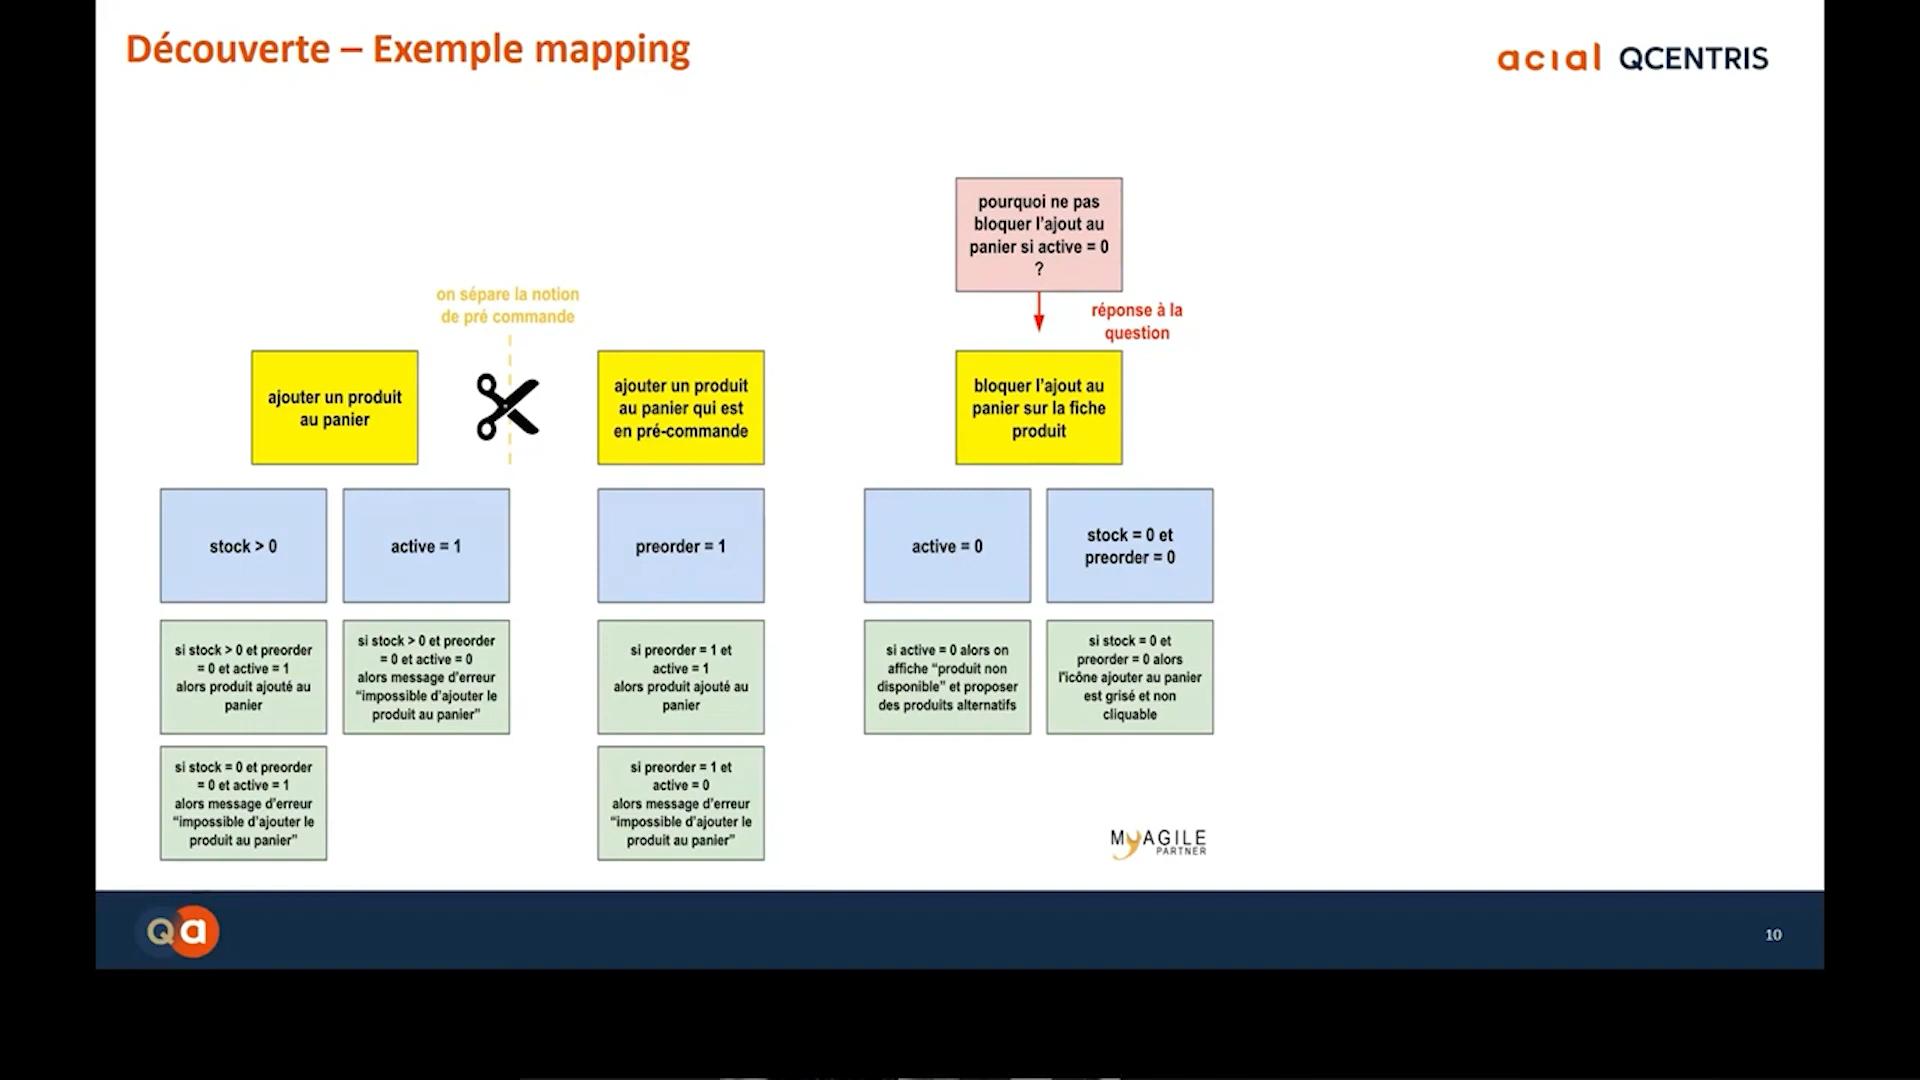 Découverte – Exemple mapping
acıal QCENTRIS
pourquoi ne pas
bloquer l'ajout au
panier si active = 0
?
réponse à la
question
on sépare la notion
de pré commande
ajouter un produit
au panier
ajouter un produit
au panier qui est
en pré-commande
bloquer l'ajout au
panier sur la fiche
produit
stock > 0
active = 1
preorder = 1
active = 0
stock = 0 et
preorder = 0
si stock > 0 et preorder
= 0 et active = 1
alors produit ajouté au
panier
si stock > 0 et preorder
= 0 et active = 0
alors message d'erreur
“impossible d'ajouter le
produit au panier”
si preorder = 1 et
active = 1
alors produit ajouté au
panier
si active = 0 alors on
affiche “produit non
disponible” et proposer
des produits alternatifs
si stock = 0 et
preorder = 0 alors
l'icône ajouter au panier
est grisé et non
cliquable
si stock = 0 et preorder
= 0 et active = 1
alors message d'erreur
“impossible d'ajouter le
produit au panier”
si preorder = 1 et
active = 0
alors message d'erreur
“impossible d'ajouter le
produit au panier”
MyAGILE
PARTNER
Qa
10